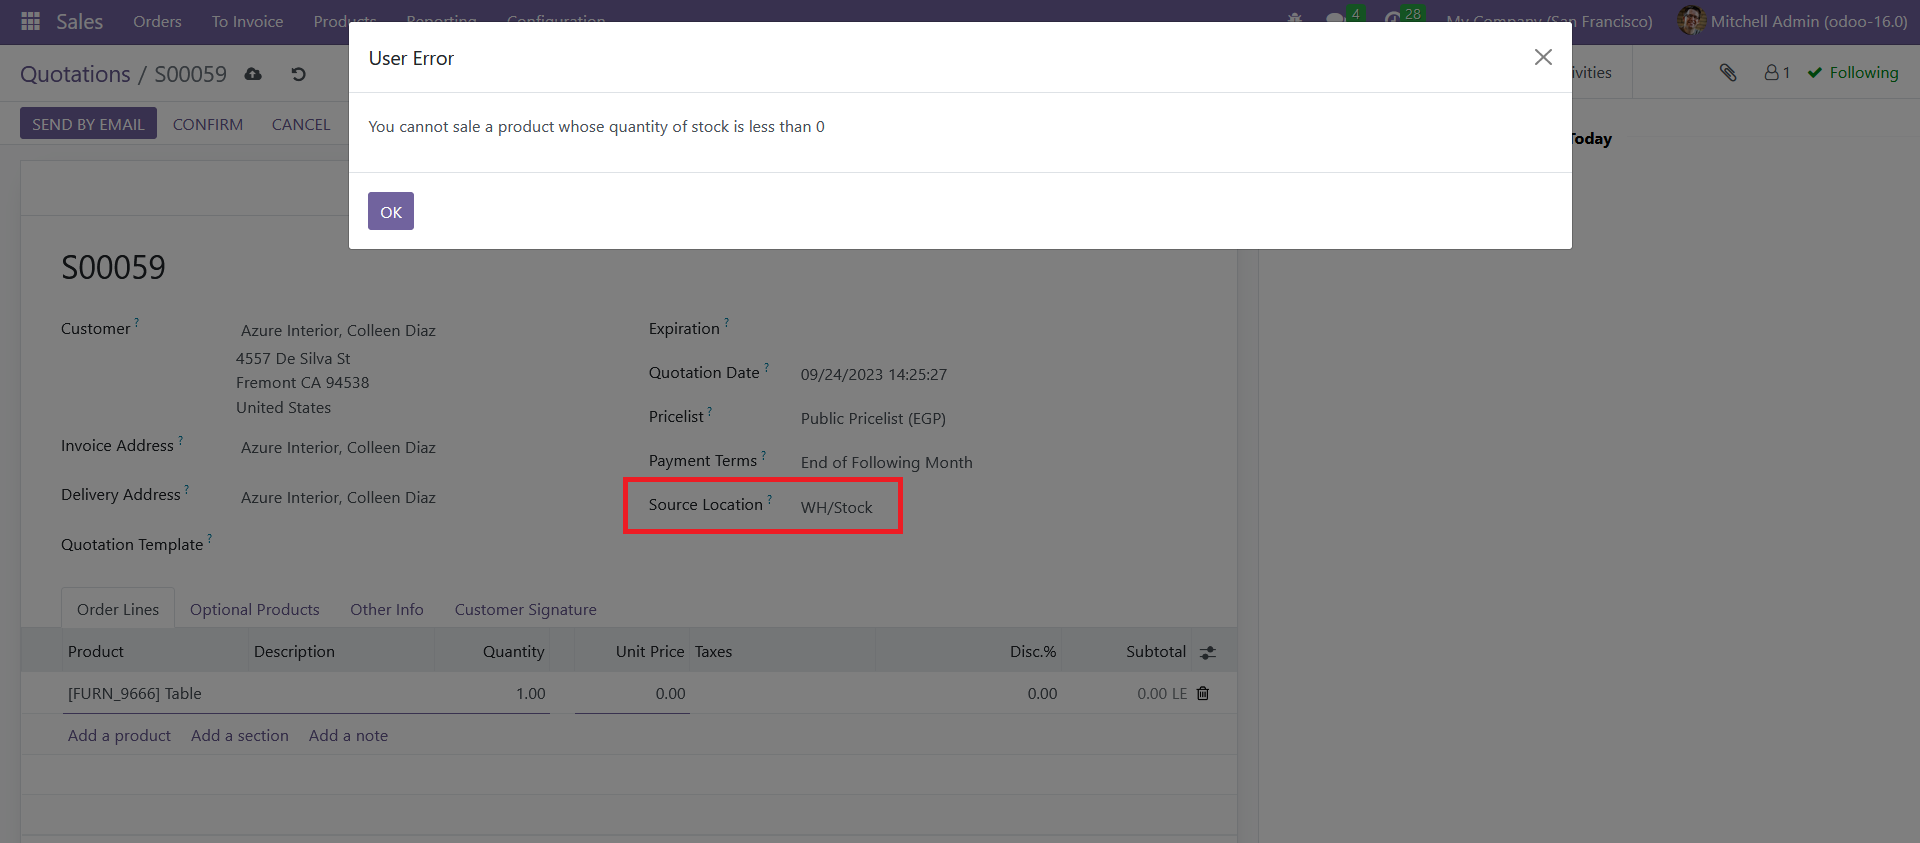 Sales Orders To Invoice Products Reporting Configuration 4 28 My Company (San Francisco) Mitchell Admin (odoo-16.0)
User Error
Quotations / S00059
ivities 1 Following
SEND BY EMAIL CONFIRM CANCEL
You cannot sale a product whose quantity of stock is less than 0
Today
OK
S00059
Customer ? Azure Interior, Colleen Diaz
4557 De Silva St
Fremont CA 94538
United States
Invoice Address ? Azure Interior, Colleen Diaz
Delivery Address ? Azure Interior, Colleen Diaz
Quotation Template ?
Expiration ?
Quotation Date ? 09/24/2023 14:25:27
Pricelist ? Public Pricelist (EGP)
Payment Terms ? End of Following Month
Source Location ? WH/Stock
Order Lines Optional Products Other Info Customer Signature
Product Description Quantity Unit Price Taxes Disc.% Subtotal
[FURN_9666] Table 1.00 0.00 0.00 0.00 LE
Add a product Add a section Add a note